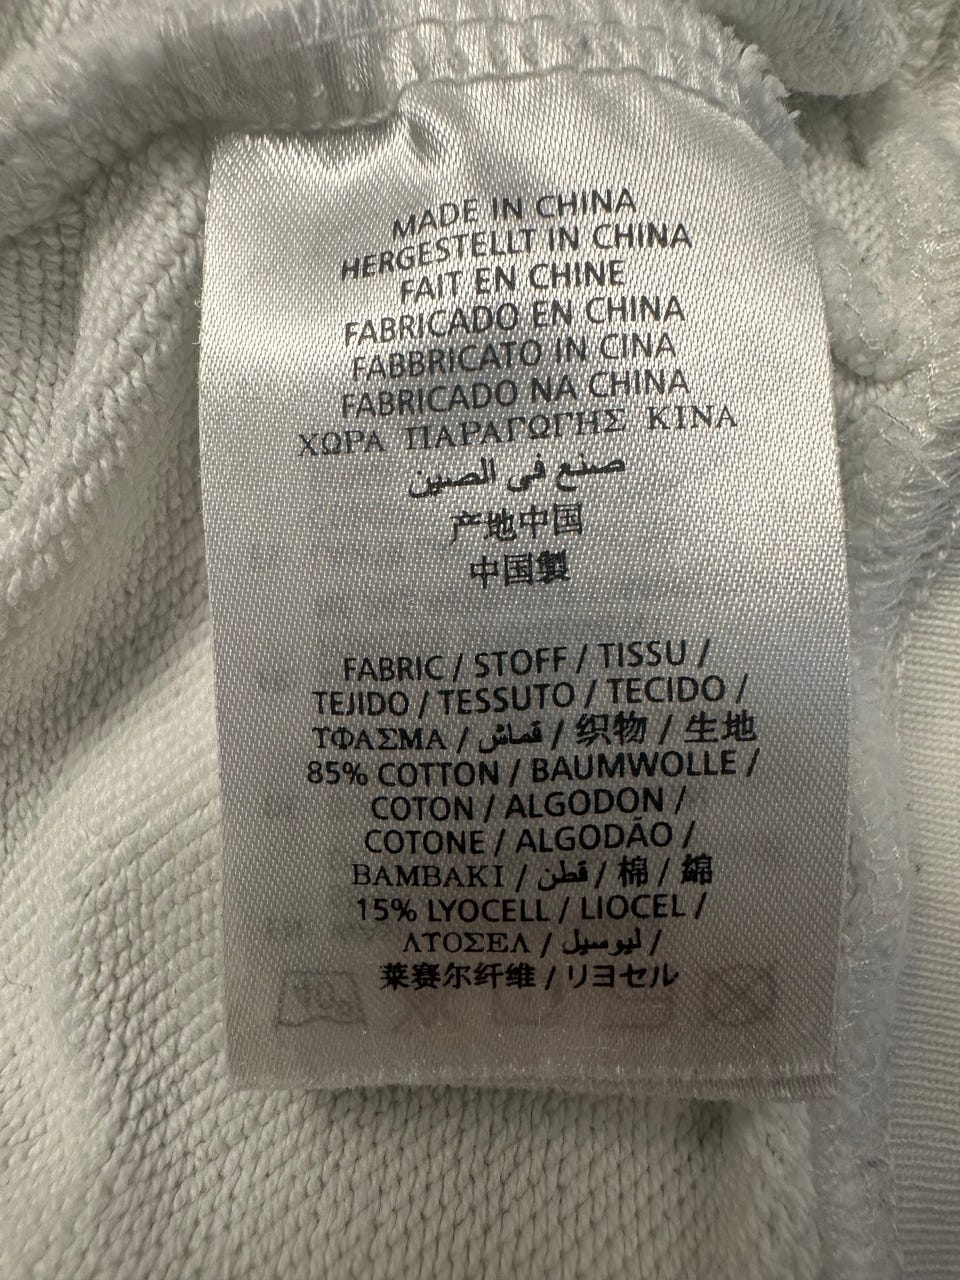 MADE IN CHINA
HERGESTELLT IN CHINA
FAIT EN CHINE
FABRICADO EN CHINA
FABBRICATO IN CINA
FABRICADO NA CHINA
ΧΩΡΑ ΠΑΡΑΓΩΓΗΣ ΚΙΝΑ
صنع في الصين
产地中国
中国製
FABRIC / STOFF / TISSU /
TEJIDO / TESSUTO / TECIDO /
ΤΦΑΣΜΑ / قماش / 织物 / 生地
85% COTTON / BAUMWOLLE /
COTON / ALGODON /
COTONE / ALGODÃO /
ΒΑΜΒΑΚΙ / قطن / 棉 / 綿
15% LYOCELL / LIOCEL /
ΛΤΟΣΕΛ / ليوسيل /
莱赛尔纤维 / リヨセル